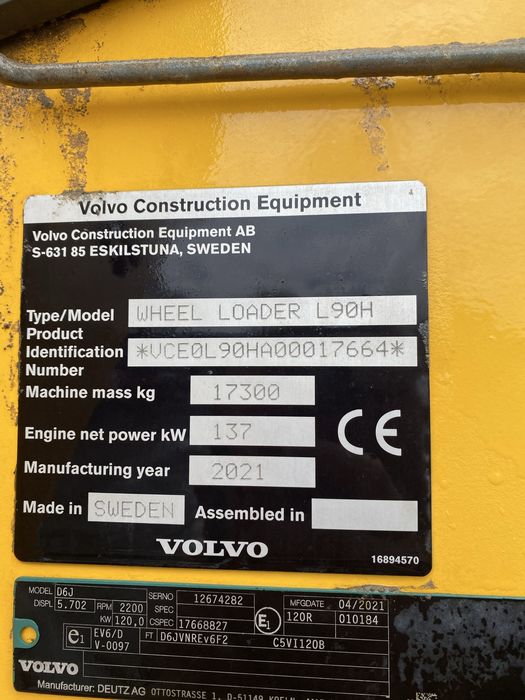 Volvo Construction Equipment
Volvo Construction Equipment AB
S-631 85 ESKILSTUNA, SWEDEN
Type/Model WHEEL LOADER L90H
Product
Identification *VCE0L90HA00017664*
Number
Machine mass kg 17300
Engine net power kW 137
Manufacturing year 2021
CE
Made in SWEDEN Assembled in
VOLVO
16894570
MODEL D6J SERNO 12674282 MFGDATE 04/2021
DISPL 5.702 RPM 2200 SPEC E1 120R 010184
KW 120,0 CSPEC 17668827
e1 EV6/D FT D6JVNREv6F2 C5VI120B
V-0097
VOLVO
Manufacturer: DEUTZ AG OTTOSTRASSE 1, D-51149